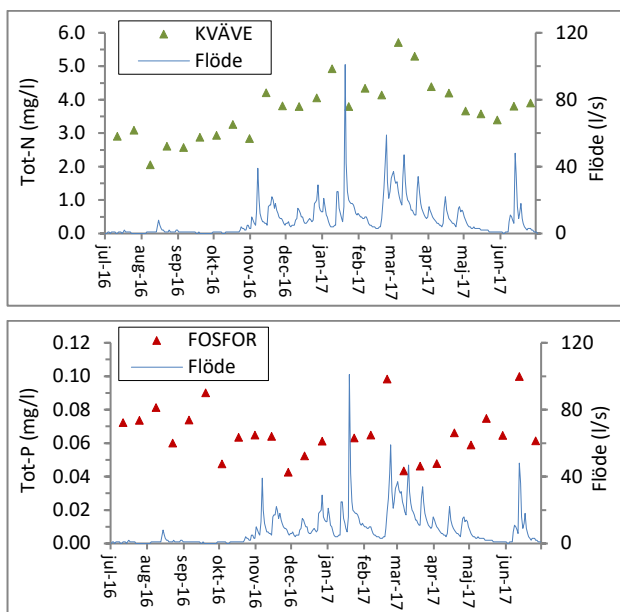 KVÄVE
Flöde
Tot-N (mg/l)
6.0
5.0
4.0
3.0
2.0
1.0
0.0
120
80
40
0
Flöde (l/s)
jul-16
aug-16
sep-16
okt-16
nov-16
dec-16
jan-17
feb-17
mar-17
apr-17
maj-17
jun-17
FOSFOR
Flöde
Tot-P (mg/l)
0.12
0.10
0.08
0.06
0.04
0.02
0.00
120
80
40
0
Flöde (l/s)
jul-16
aug-16
sep-16
okt-16
nov-16
dec-16
jan-17
feb-17
mar-17
apr-17
maj-17
jun-17